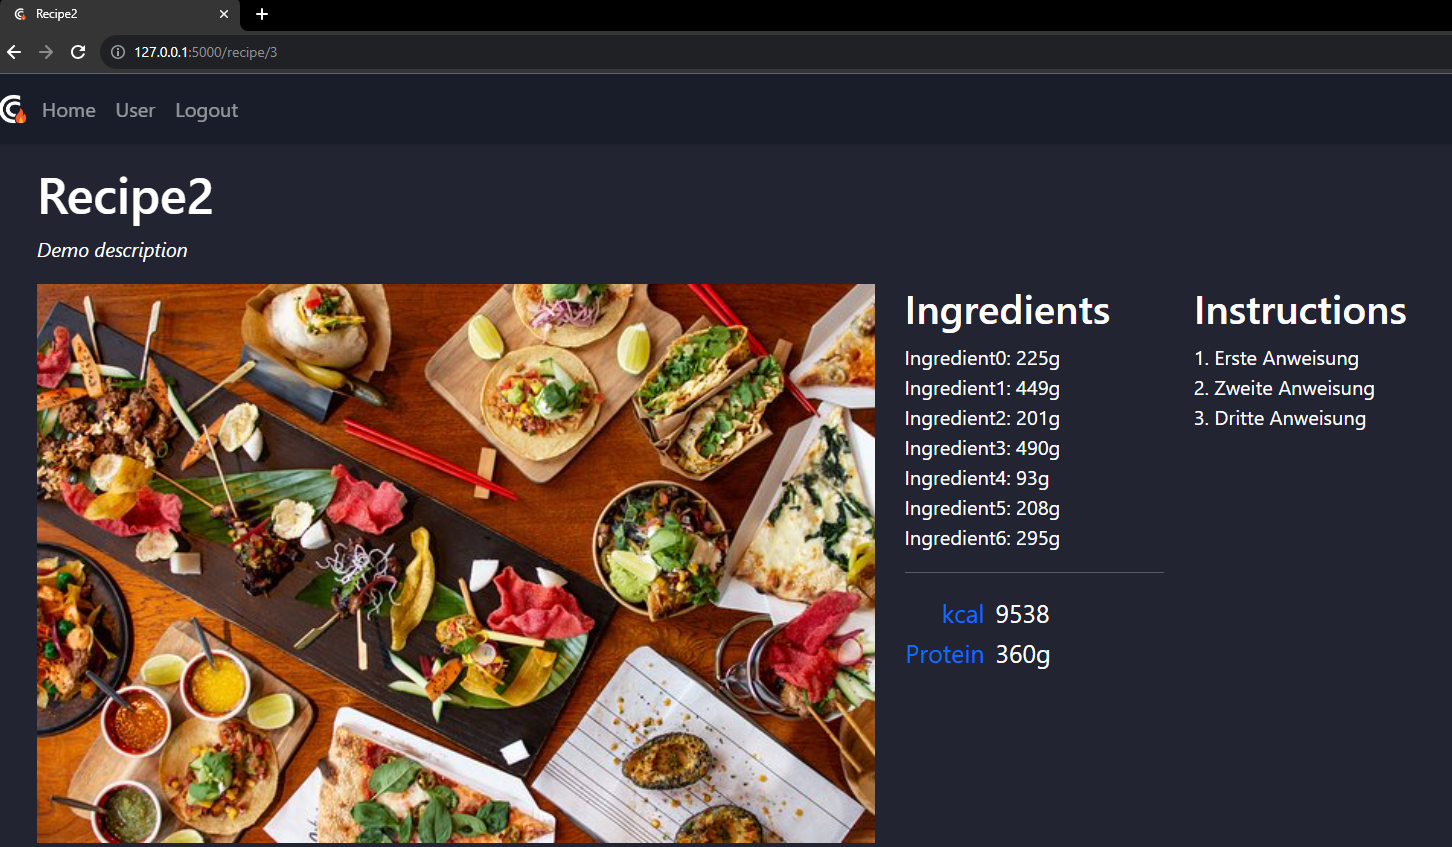 Recipe2
127.0.0.1:5000/recipe/3
Home User Logout
Recipe2
Demo description
Ingredients
Ingredient0: 225g
Ingredient1: 449g
Ingredient2: 201g
Ingredient3: 490g
Ingredient4: 93g
Ingredient5: 208g
Ingredient6: 295g
kcal 9538
Protein 360g
Instructions
1. Erste Anweisung
2. Zweite Anweisung
3. Dritte Anweisung